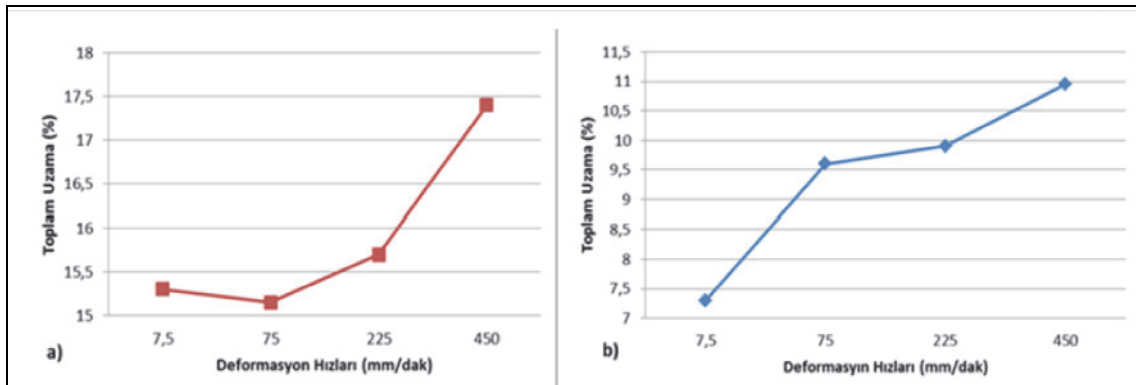 Toplam Uzama (%)
18
17,5
17
16,5
16
15,5
15
7,5 75 225 450
a)
Deformasyon Hızları (mm/dak)
Toplam Uzama (%)
11,5
11
10,5
10
9,5
9
8,5
8
7,5
7
7,5 75 225 450
b)
Deformasyın Hızları (mm/dak)